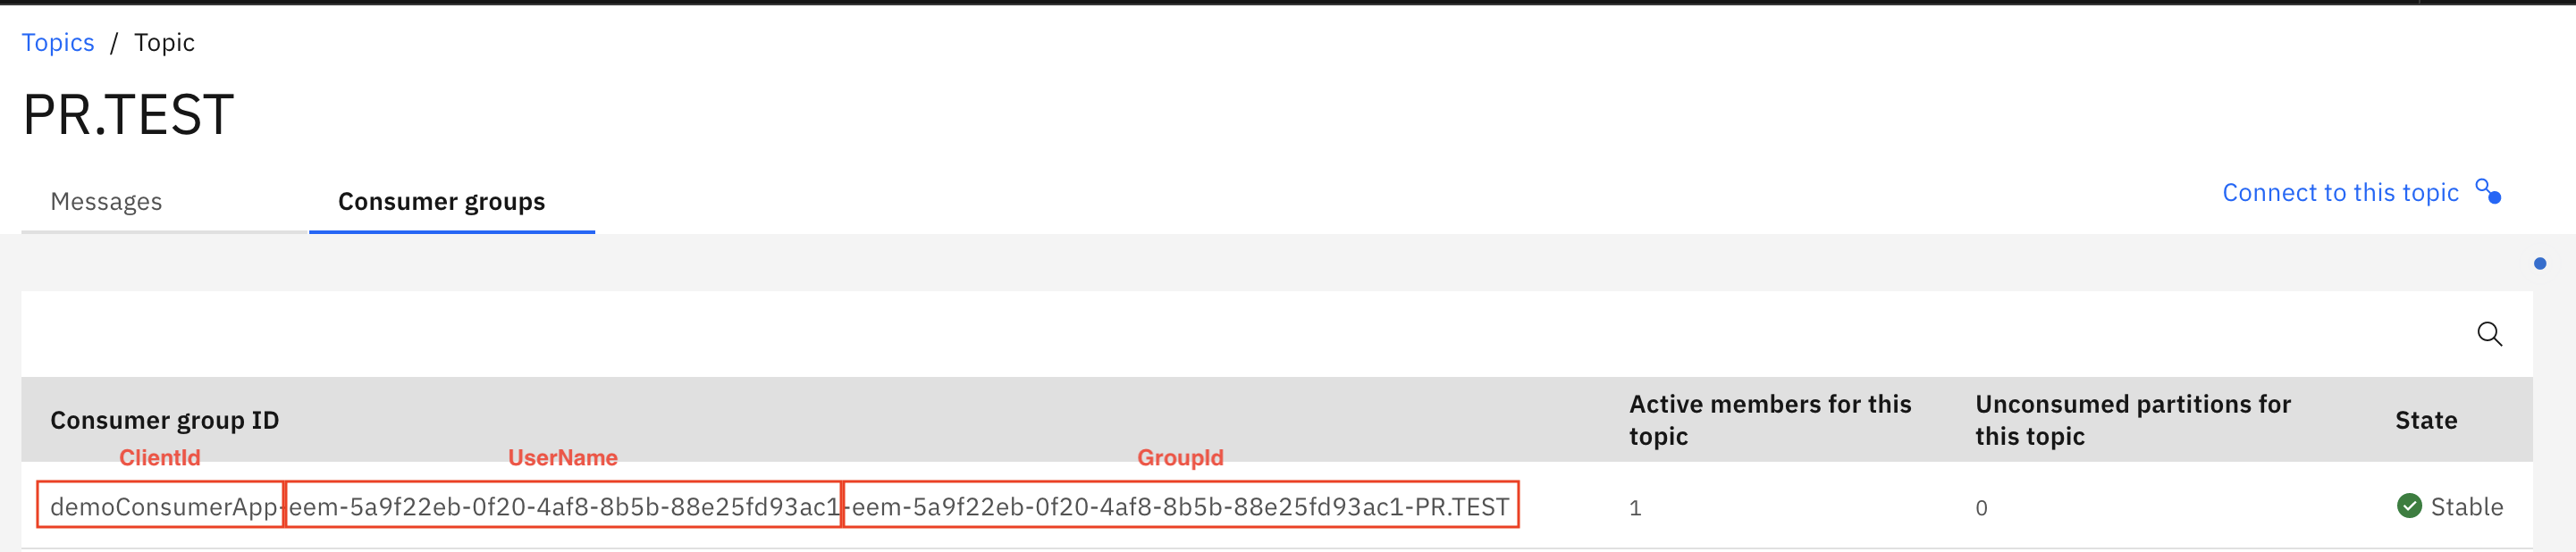 Topics / Topic
PR.TEST
Messages
Consumer groups
Connect to this topic
Consumer group ID
Active members for this topic
Unconsumed partitions for this topic
State
ClientId
UserName
GroupId
demoConsumerApp-eem-5a9f22eb-0f20-4af8-8b5b-88e25fd93ac1-eem-5a9f22eb-0f20-4af8-8b5b-88e25fd93ac1-PR.TEST
1
0
Stable